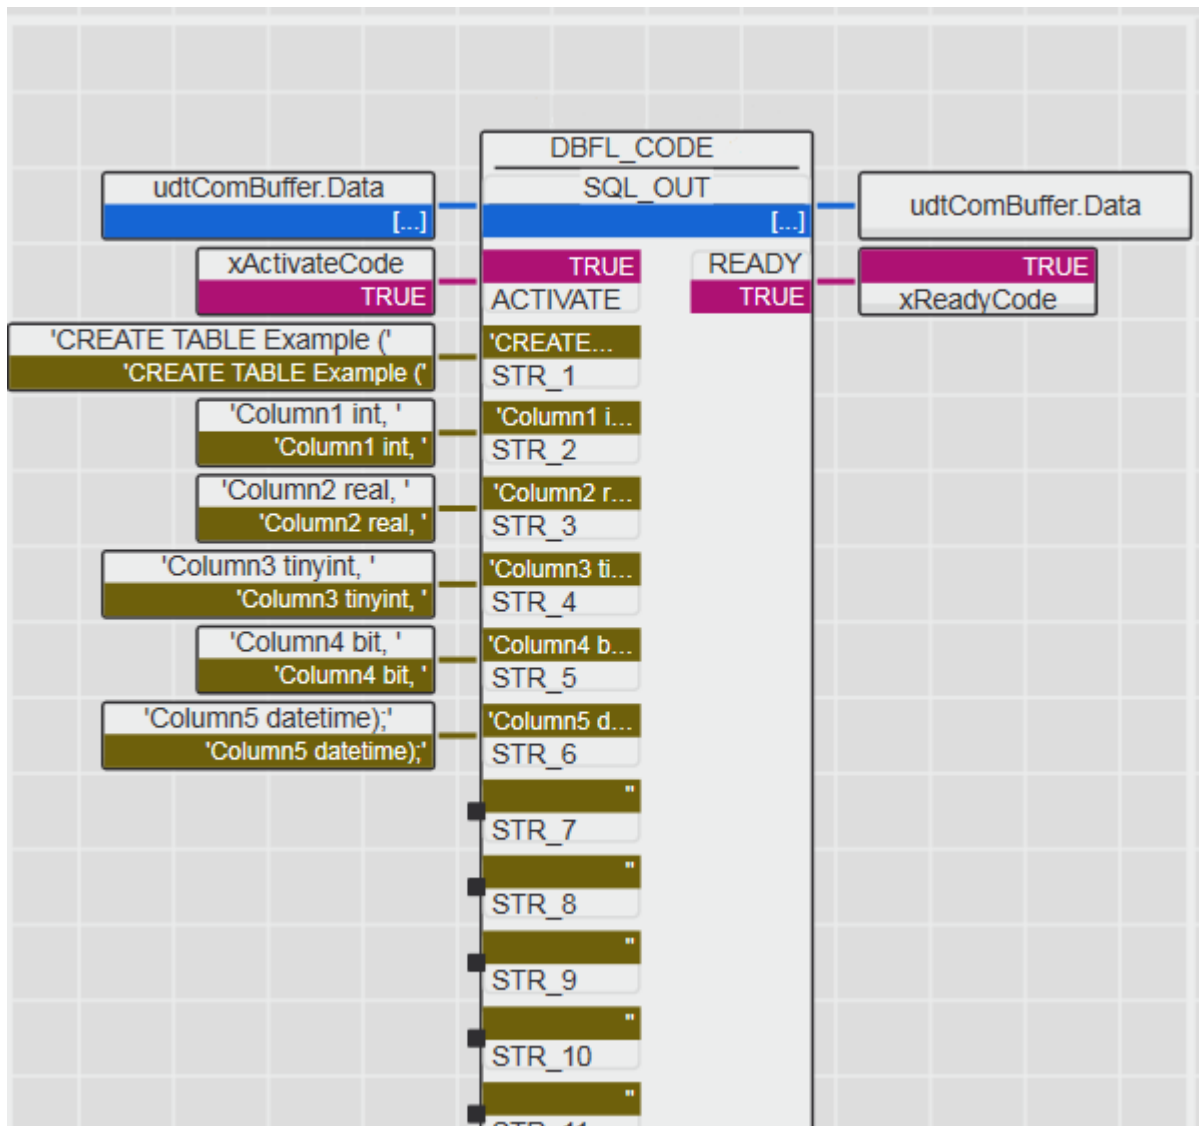 DBFL_CODE
udtComBuffer.Data
SQL_OUT
udtComBuffer.Data
[...]
[...]
xActivateCode
TRUE
READY
TRUE
TRUE
ACTIVATE
TRUE
xReadyCode
'CREATE TABLE Example ('
'CREATE...
'CREATE TABLE Example ('
STR_1
'Column1 int, '
'Column1 i...
'Column1 int, '
STR_2
'Column2 real, '
'Column2 r...
'Column2 real, '
STR_3
'Column3 tinyint, '
'Column3 ti...
'Column3 tinyint, '
STR_4
'Column4 bit, '
'Column4 b...
'Column4 bit, '
STR_5
'Column5 datetime);'
'Column5 d...
'Column5 datetime);'
STR_6
''
STR_7
''
STR_8
''
STR_9
''
STR_10
''